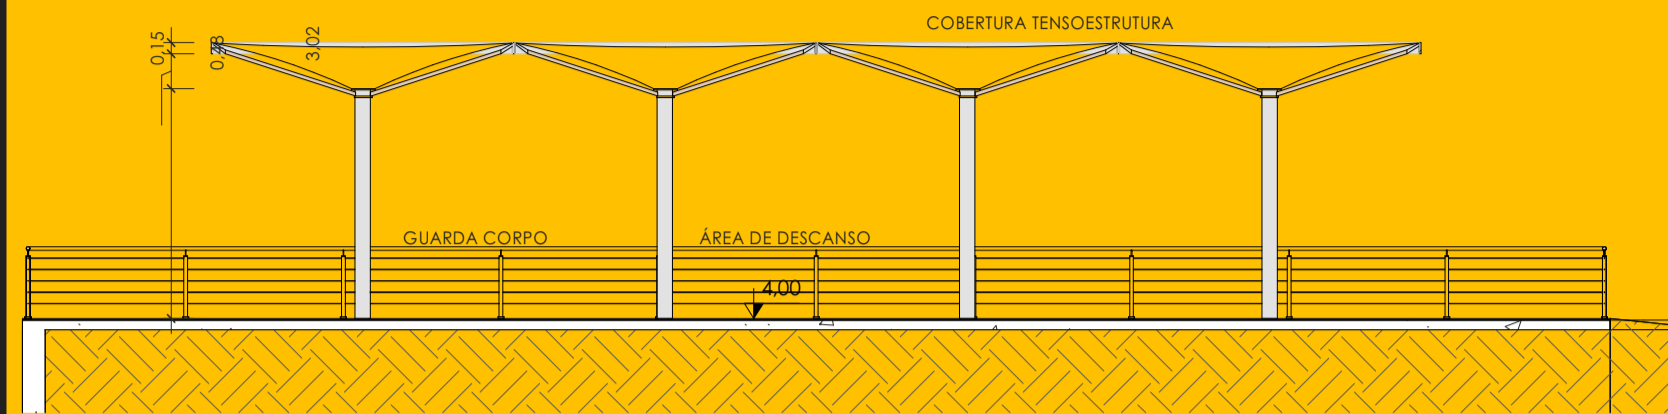 COBERTURA TENSOESTRUTURA
0,15
3,02
GUARDA CORPO
ÁREA DE DESCANSO
4,00